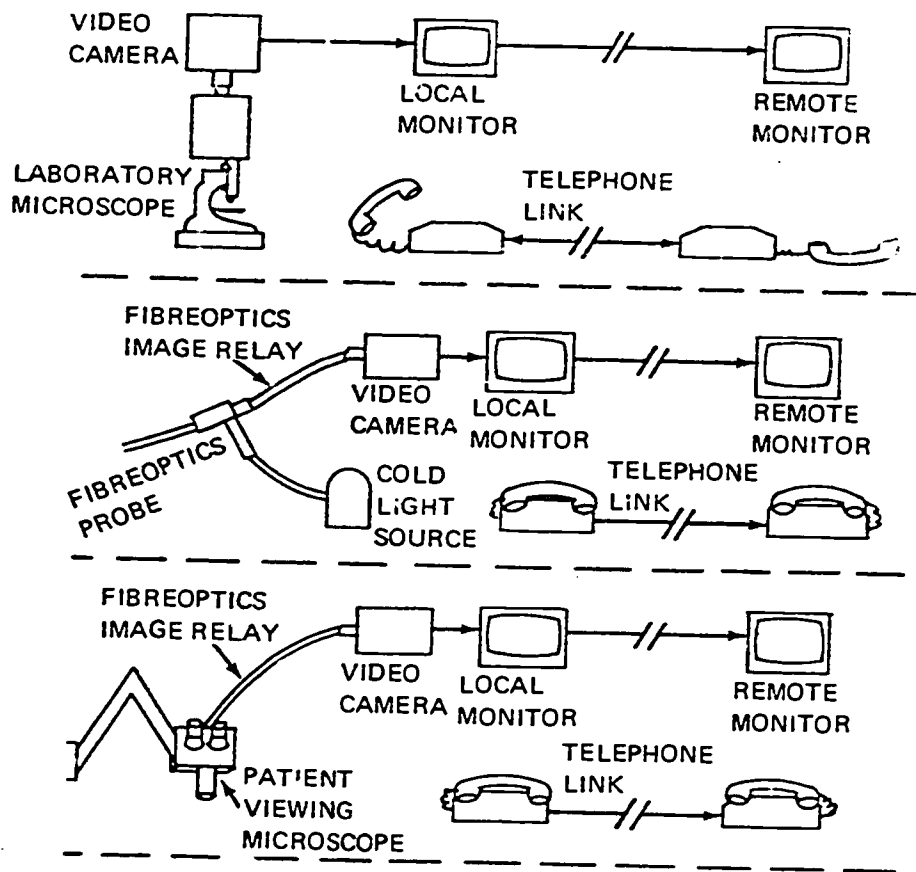 VIDEO
CAMERA
LOCAL
MONITOR
REMOTE
MONITOR
LABORATORY
MICROSCOPE
TELEPHONE
LINK
FIBREOPTICS
IMAGE RELAY
VIDEO
CAMERA
LOCAL
MONITOR
REMOTE
MONITOR
FIBREOPTICS
PROBE
COLD
LIGHT
SOURCE
TELEPHONE
LINK
FIBREOPTICS
IMAGE RELAY
VIDEO
CAMERA
LOCAL
MONITOR
REMOTE
MONITOR
PATIENT
VIEWING
MICROSCOPE
TELEPHONE
LINK